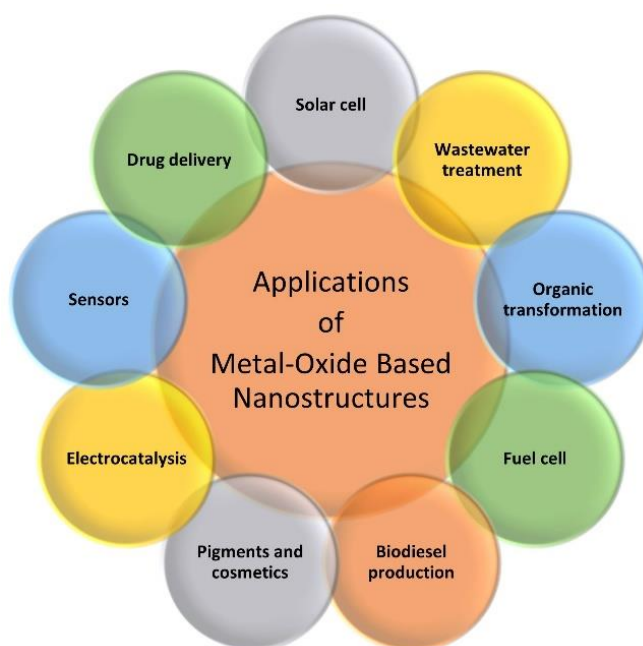 Applications
of
Metal-Oxide Based
Nanostructures
Solar cell
Wastewater
treatment
Organic
transformation
Fuel cell
Biodiesel
production
Pigments and
cosmetics
Electrocatalysis
Sensors
Drug delivery